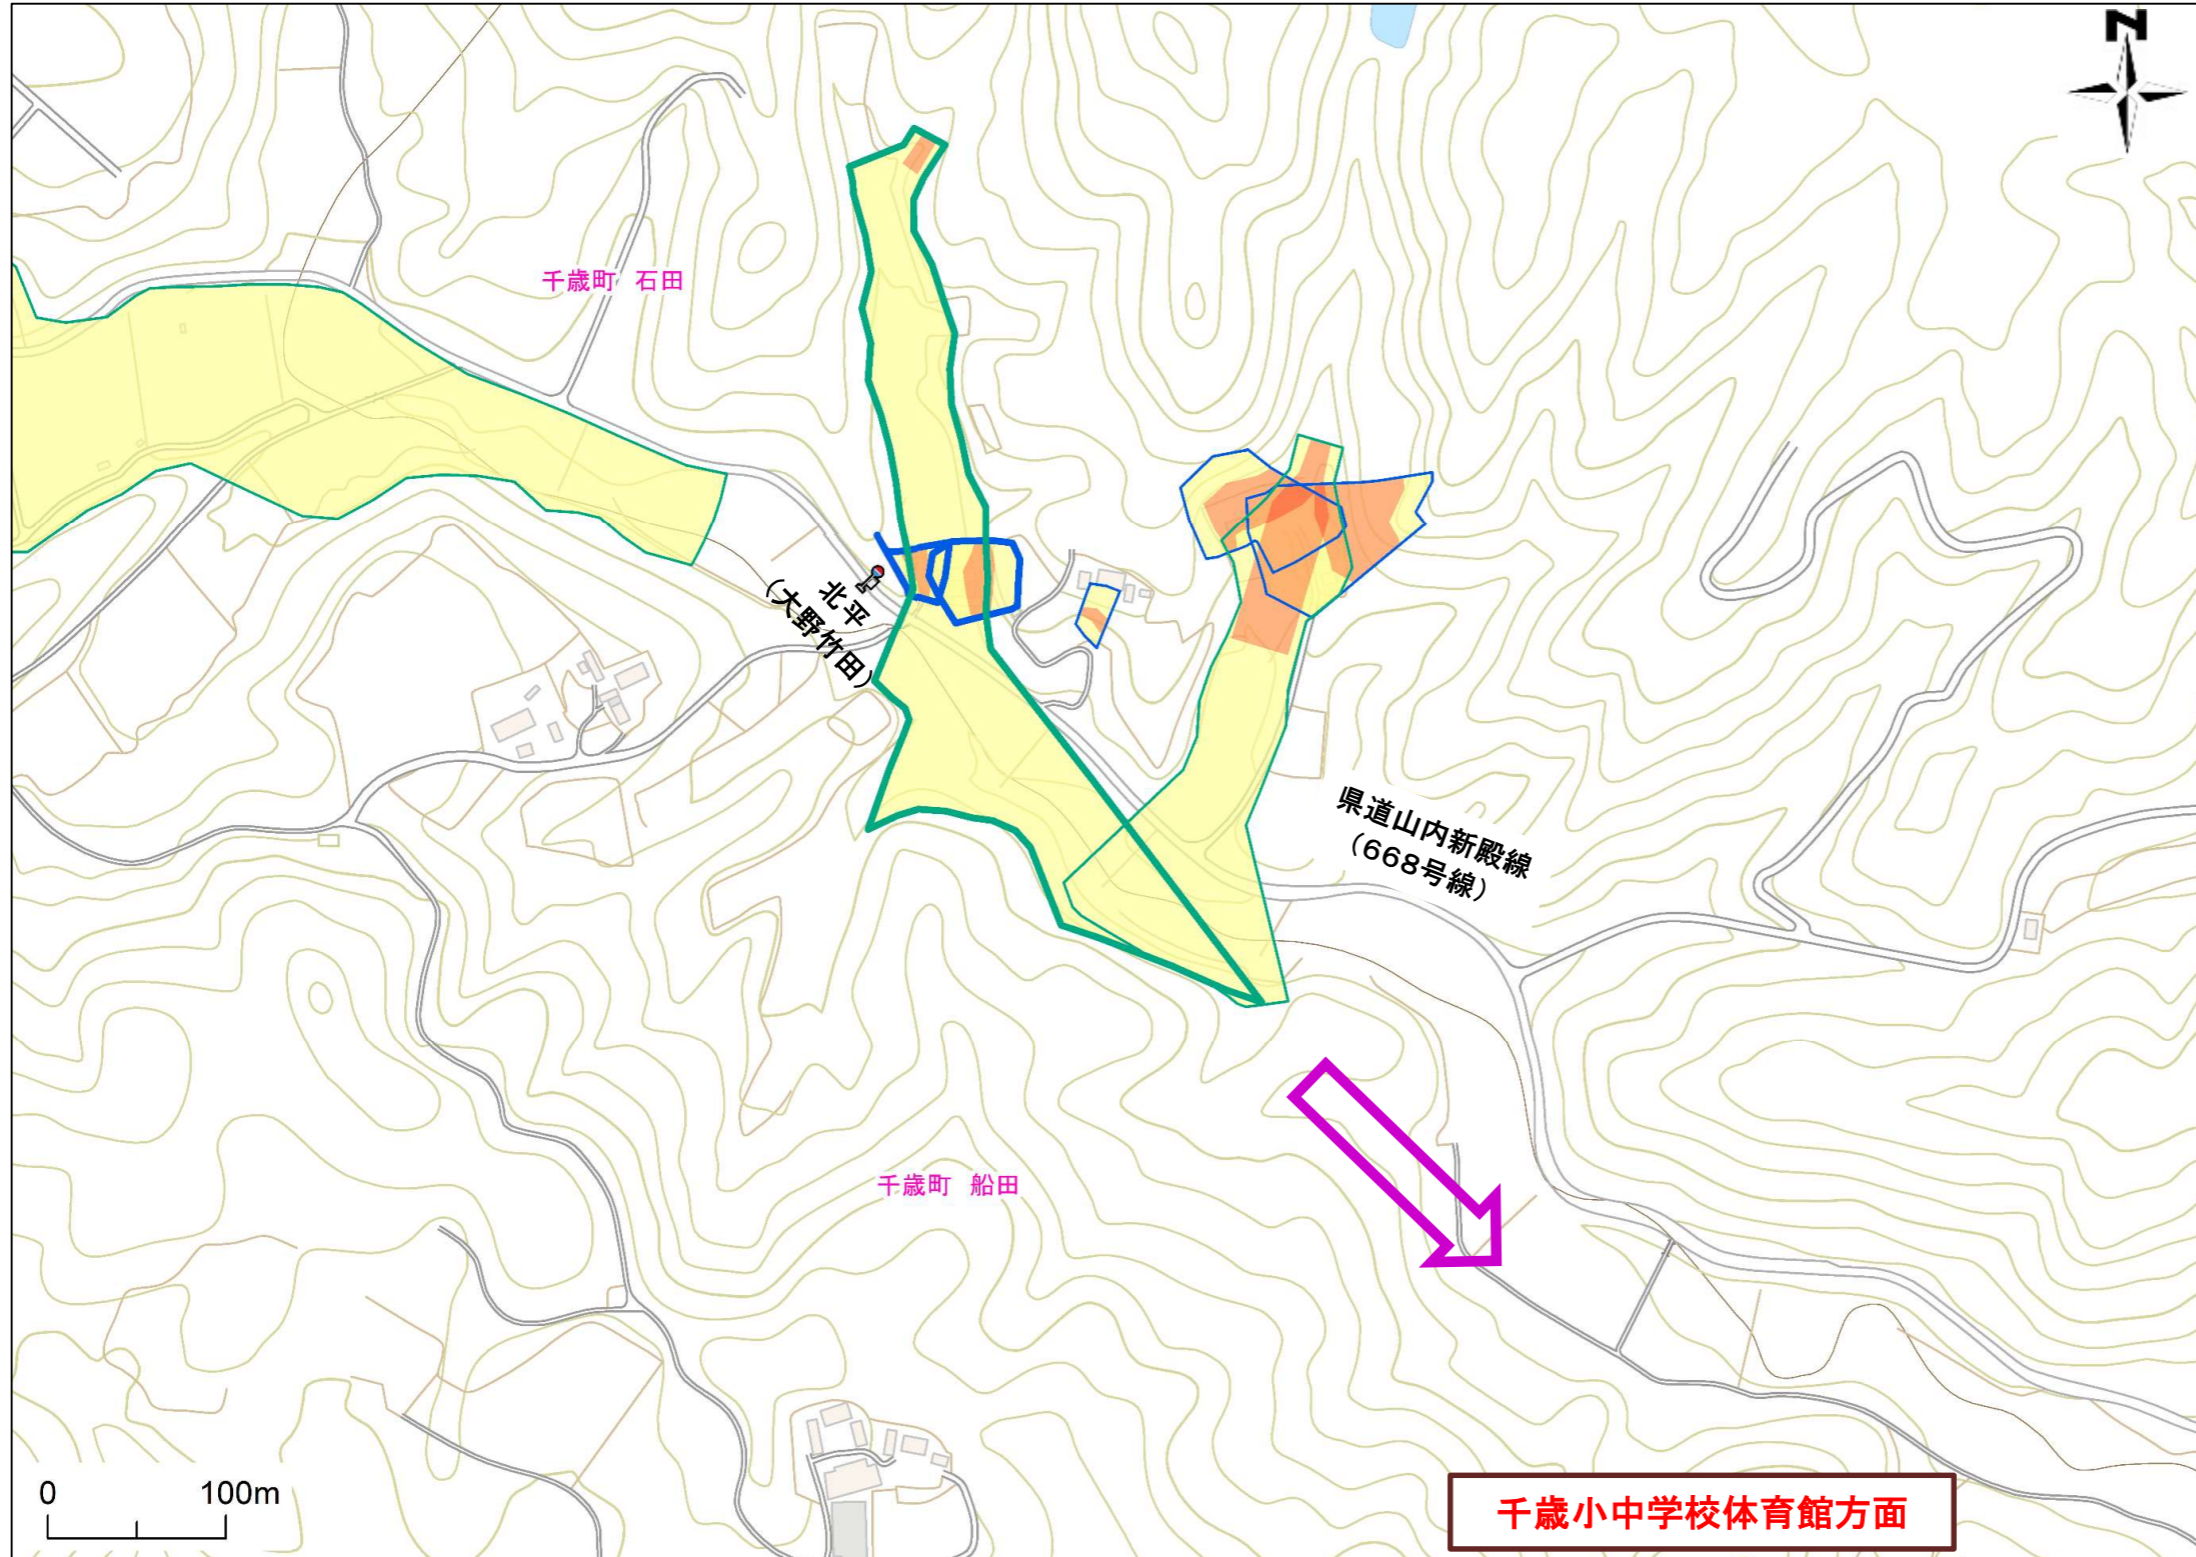 N
千歳町 石田
北平
(大野竹田)
県道山内新殿線
(668号線)
千歳町 船田
0 100m
千歳小中学校体育館方面